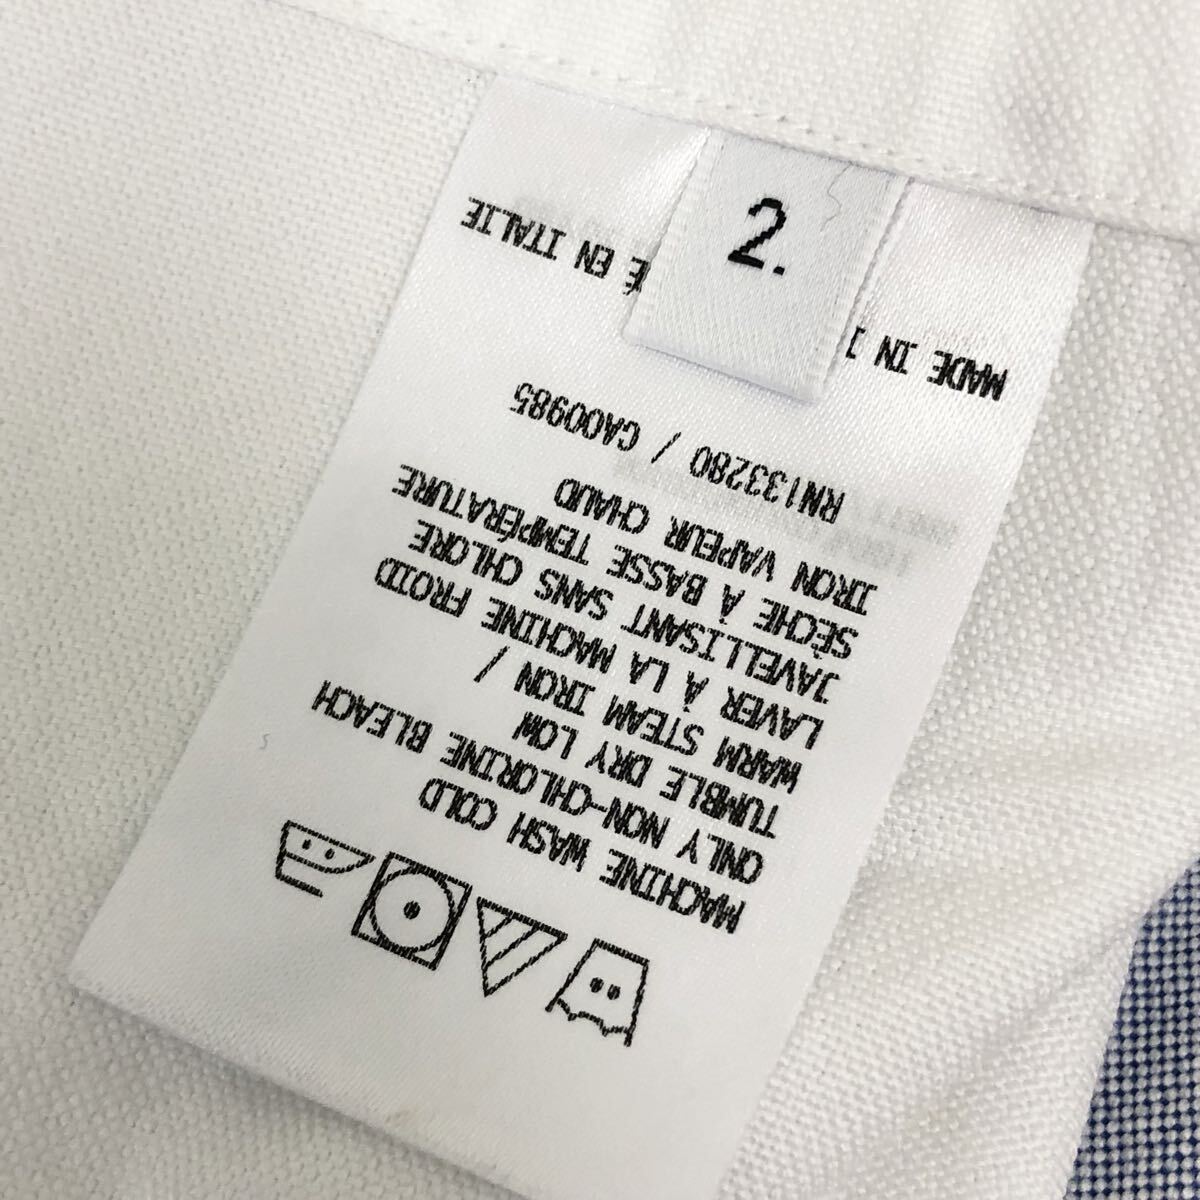 2.
MACHINE WASH COLD
ONLY NON-CHLORINE BLEACH
TUMBLE DRY LOW
WARM STEAM IRON /
LAVER À LA MACHINE FROID
JAVELLISANT SANS CHLORE
SÈCHE À BASSE TEMPÉRATURE
IRON VAPEUR CHAUD
RN133280 / CA00985
MADE IN
EN ITALIE